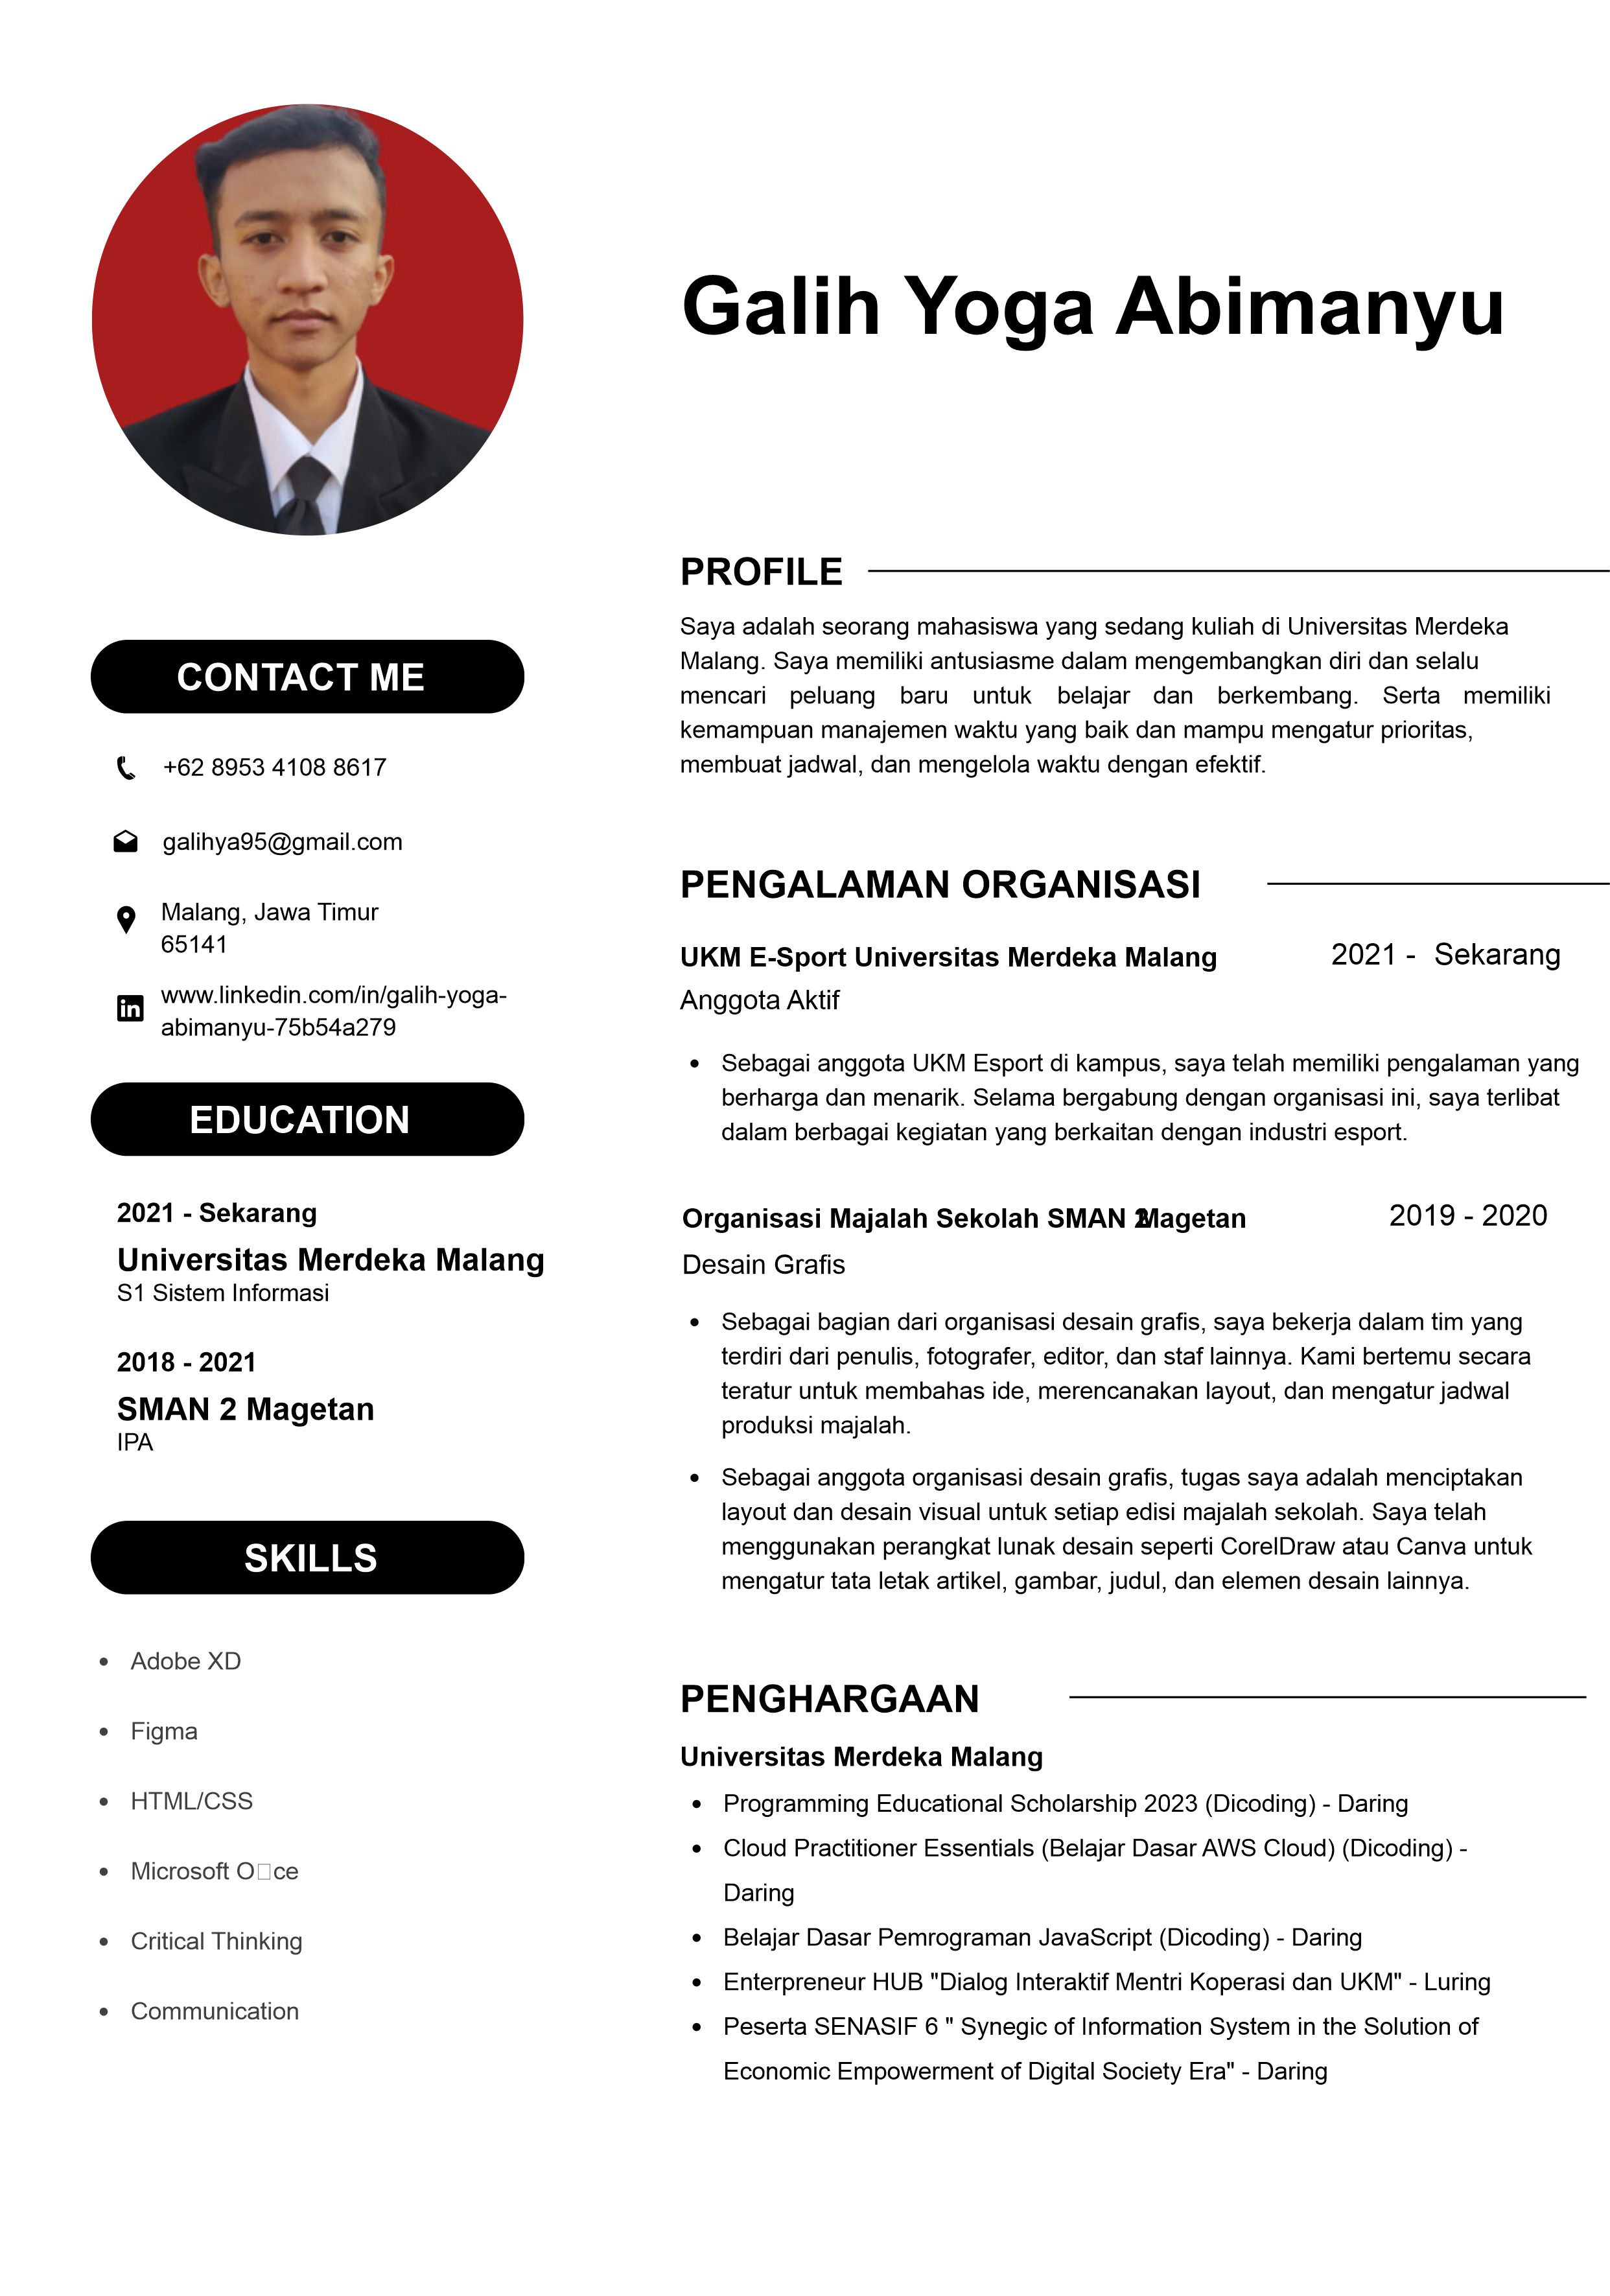 Galih Yoga Abimanyu
CONTACT ME
+62 8953 4108 8617
galihya95@gmail.com
Malang, Jawa Timur
65141
www.linkedin.com/in/galih-yoga-
abimanyu-75b54a279
EDUCATION
2021 - Sekarang
Universitas Merdeka Malang
S1 Sistem Informasi
2018 - 2021
SMAN 2 Magetan
IPA
SKILLS
• Adobe XD
• Figma
• HTML/CSS
• Microsoft O□ce
• Critical Thinking
• Communication
PROFILE
Saya adalah seorang mahasiswa yang sedang kuliah di Universitas Merdeka
Malang. Saya memiliki antusiasme dalam mengembangkan diri dan selalu
mencari peluang baru untuk belajar dan berkembang. Serta memiliki
kemampuan manajemen waktu yang baik dan mampu mengatur prioritas,
membuat jadwal, dan mengelola waktu dengan efektif.
PENGALAMAN ORGANISASI
UKM E-Sport Universitas Merdeka Malang 2021 - Sekarang
Anggota Aktif
• Sebagai anggota UKM Esport di kampus, saya telah memiliki pengalaman yang
berharga dan menarik. Selama bergabung dengan organisasi ini, saya terlibat
dalam berbagai kegiatan yang berkaitan dengan industri esport.
Organisasi Majalah Sekolah SMAN 2 Magetan 2019 - 2020
Desain Grafis
• Sebagai bagian dari organisasi desain grafis, saya bekerja dalam tim yang
terdiri dari penulis, fotografer, editor, dan staf lainnya. Kami bertemu secara
teratur untuk membahas ide, merencanakan layout, dan mengatur jadwal
produksi majalah.
• Sebagai anggota organisasi desain grafis, tugas saya adalah menciptakan
layout dan desain visual untuk setiap edisi majalah sekolah. Saya telah
menggunakan perangkat lunak desain seperti CorelDraw atau Canva untuk
mengatur tata letak artikel, gambar, judul, dan elemen desain lainnya.
PENGHARGAAN
Universitas Merdeka Malang
• Programming Educational Scholarship 2023 (Dicoding) - Daring
• Cloud Practitioner Essentials (Belajar Dasar AWS Cloud) (Dicoding) -
Daring
• Belajar Dasar Pemrograman JavaScript (Dicoding) - Daring
• Enterpreneur HUB "Dialog Interaktif Mentri Koperasi dan UKM" - Luring
• Peserta SENASIF 6 " Synegic of Information System in the Solution of
Economic Empowerment of Digital Society Era" - Daring